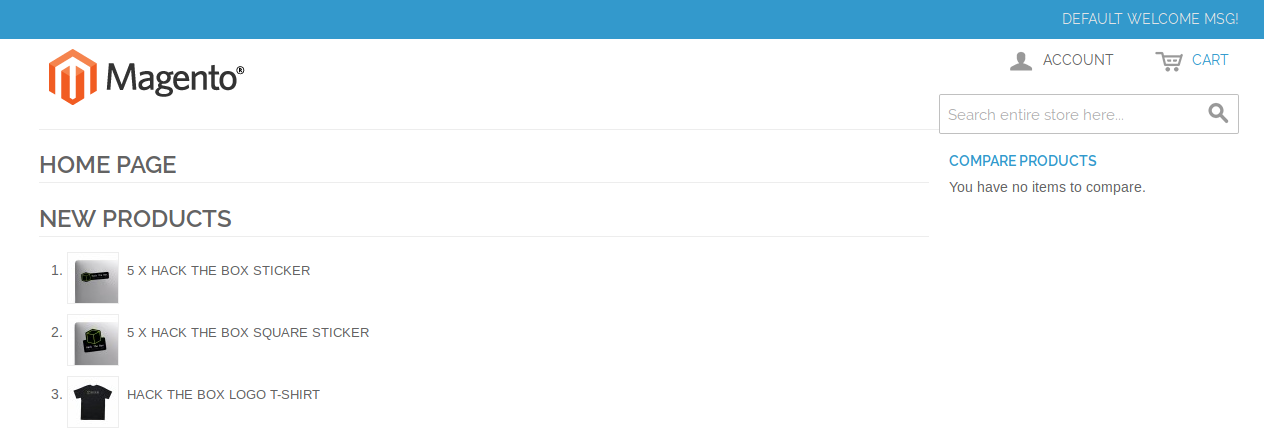 DEFAULT WELCOME MSG!
Magento®
ACCOUNT
CART
Search entire store here...
HOME PAGE
COMPARE PRODUCTS
You have no items to compare.
NEW PRODUCTS
1. 5 X HACK THE BOX STICKER
2. 5 X HACK THE BOX SQUARE STICKER
3. HACK THE BOX LOGO T-SHIRT